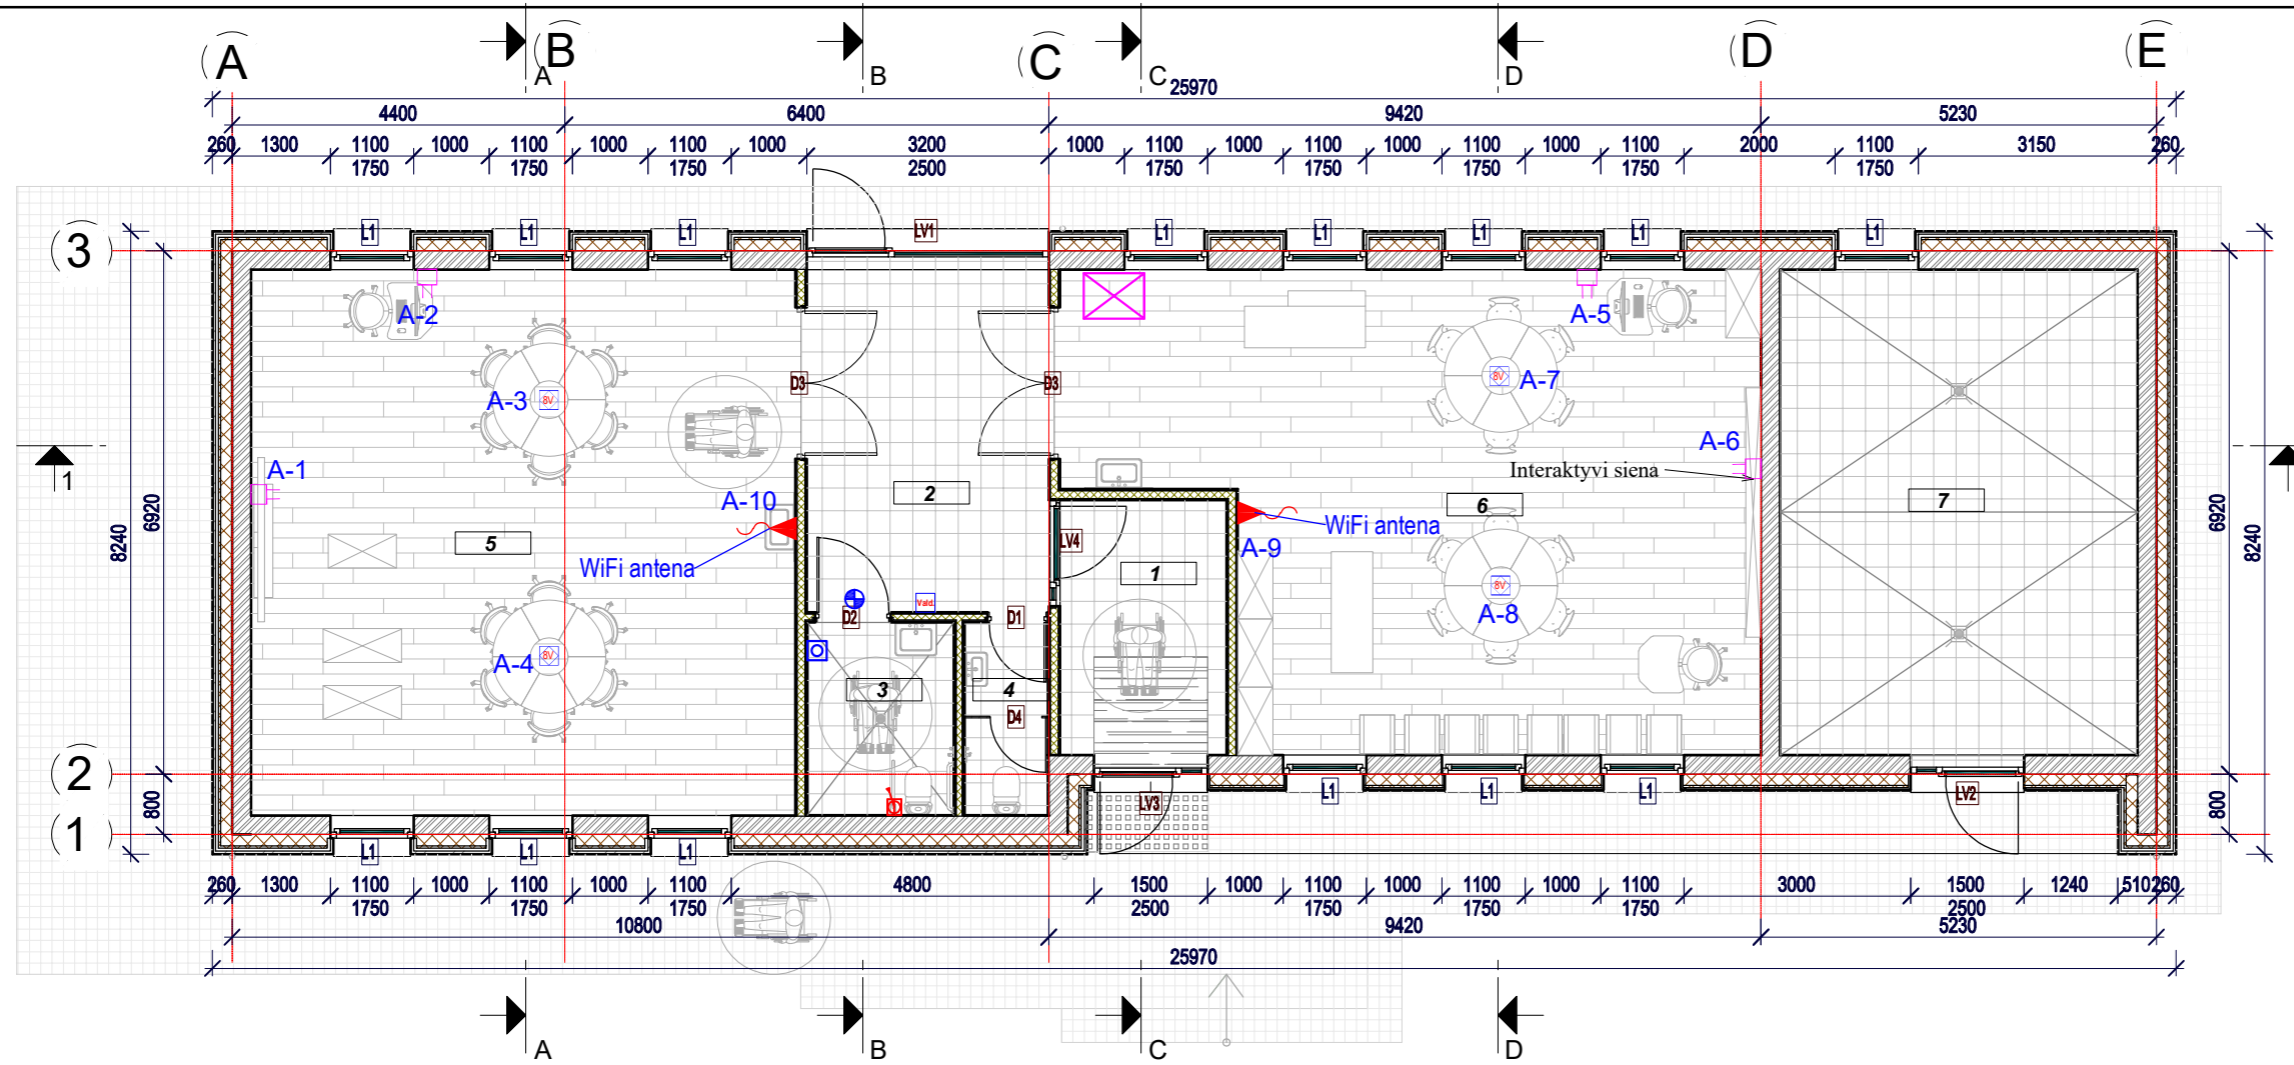 A B C D E
A B C D
25970
4400 6400 9420 5230
260 1300 1100 1000 1100 1000 1100 1000 3200 1000 1100 1000 1100 1000 1100 1000 1100 2000 1100 3150 260
1750 1750 1750 2500 1750 1750 1750 1750 1750
3
L1 L1 L1 LV1 L1 L1 L1 L1 L1
A-2 A-5
D3 D3
A-3 8V 8V A-7
A-1 A-6
Interaktyvi siena
1
A-10 2 6 7
WiFi antena
5 LV4 A-9
WiFi antena
1
8240 6920 6920 8240
D2 Vald. D1
8V
A-8
A-4 8V
3 4
D4
2
800 800
1
LV3 LV2
L1 L1 L1
L1 L1 L1
260 1300 1100 1000 1100 1000 1100 4800 1500 1000 1100 1000 1100 1000 1100 3000 1500 1240 510 260
1750 1750 1750 2500 1750 1750 1750 2500
10800 9420 5230
25970
A B C D